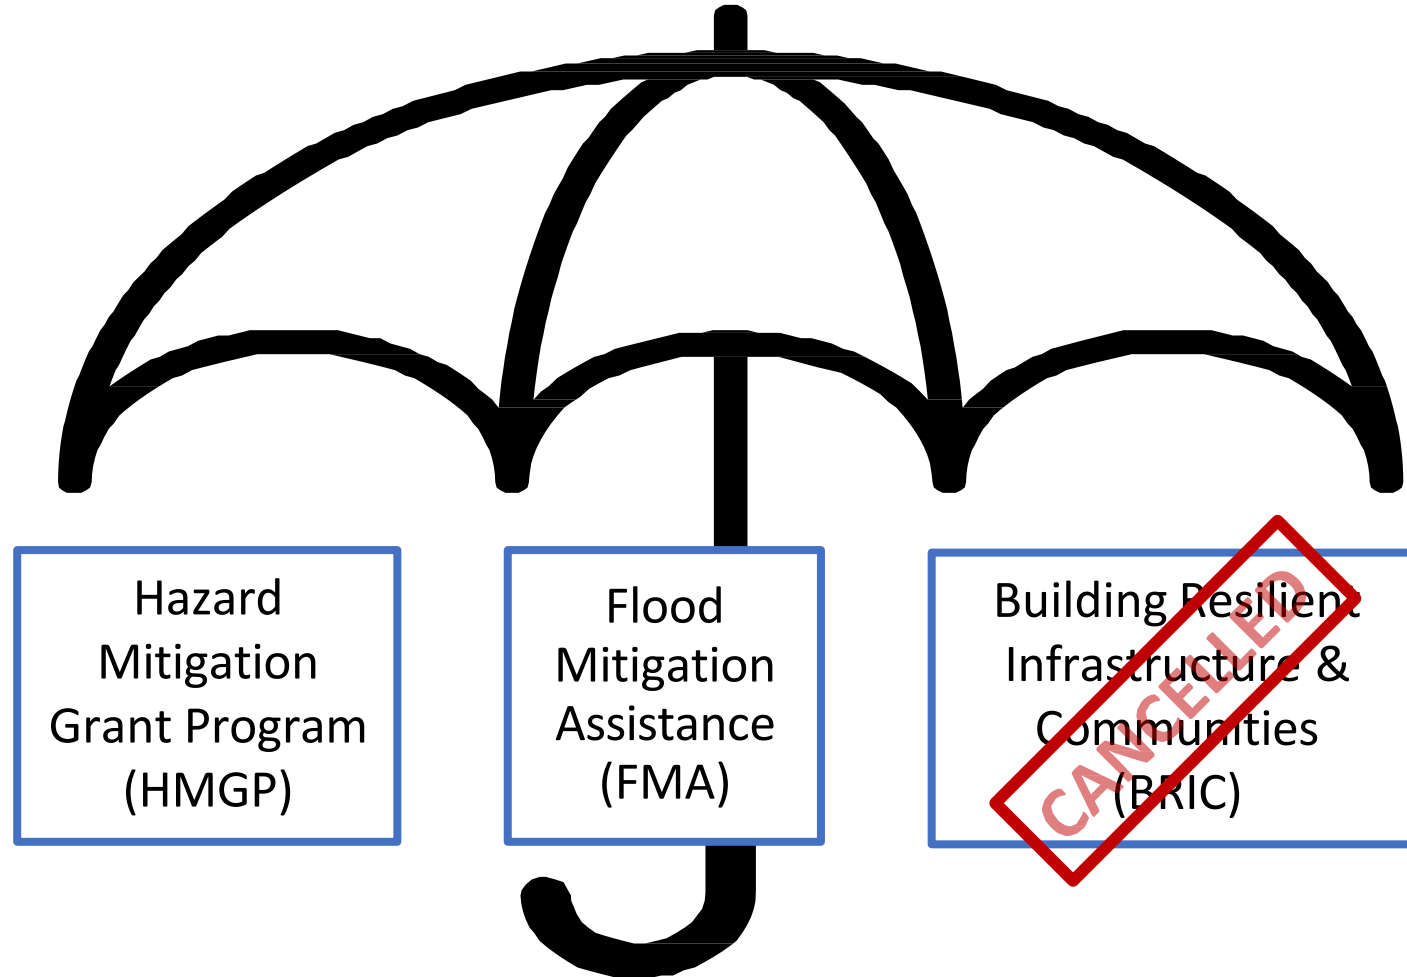 Hazard
Mitigation
Grant Program
(HMGP)
Flood
Mitigation
Assistance
(FMA)
Building Resilient
Infrastructure &
Communities
(BRIC)
CANCELLED